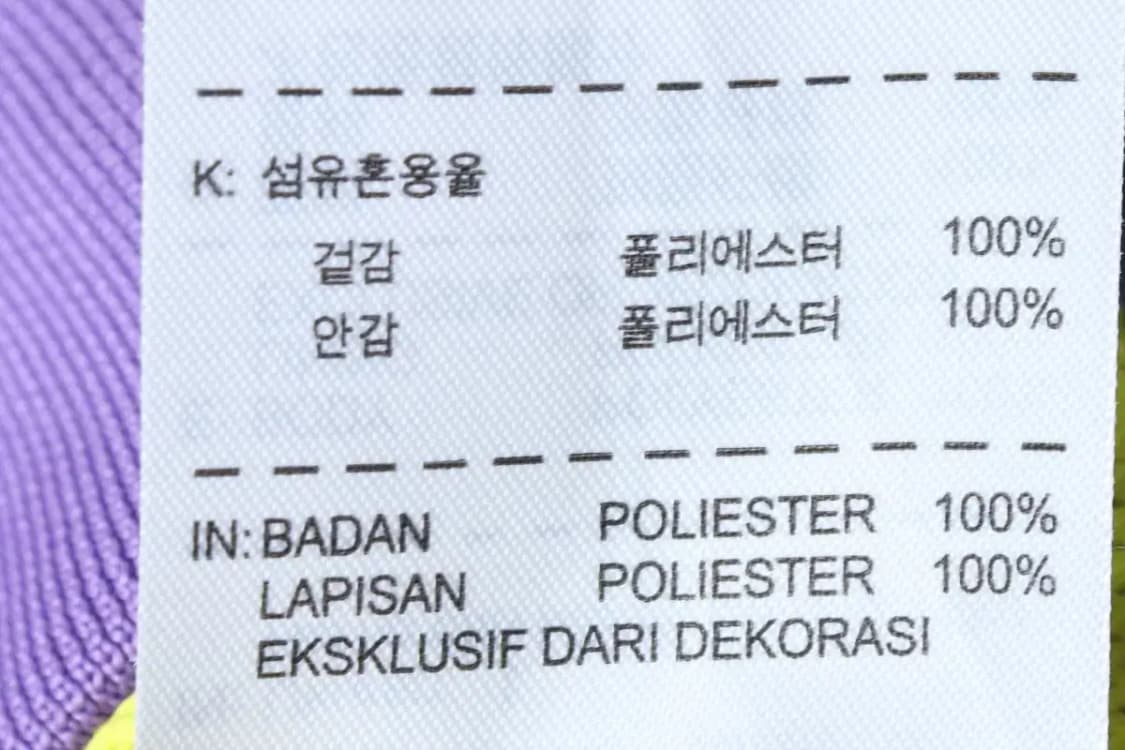 K: 섬유혼용율
겉감 폴리에스터 100%
안감 폴리에스터 100%
IN: BADAN POLIESTER 100%
LAPISAN POLIESTER 100%
EKSKLUSIF DARI DEKORASI